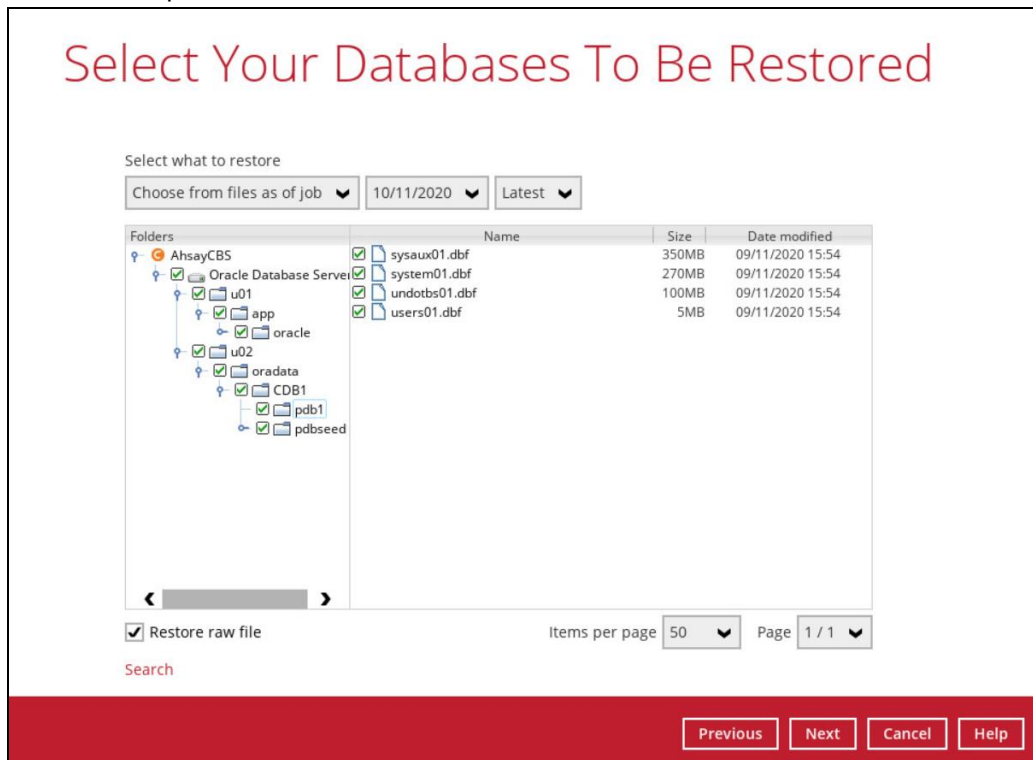 Select Your Databases To Be Restored
Select what to restore
Choose from files as of job 10/11/2020 Latest
Folders Name Size Date modified
AhsayCBS sysaux01.dbf 350MB 09/11/2020 15:54
Oracle Database Server system01.dbf 270MB 09/11/2020 15:54
u01 undotbs01.dbf 100MB 09/11/2020 15:54
app users01.dbf 5MB 09/11/2020 15:54
oracle
u02
oradata
CDB1
pdb1
pdbseed
Restore raw file Items per page 50 Page 1 / 1
Search
Previous Next Cancel Help